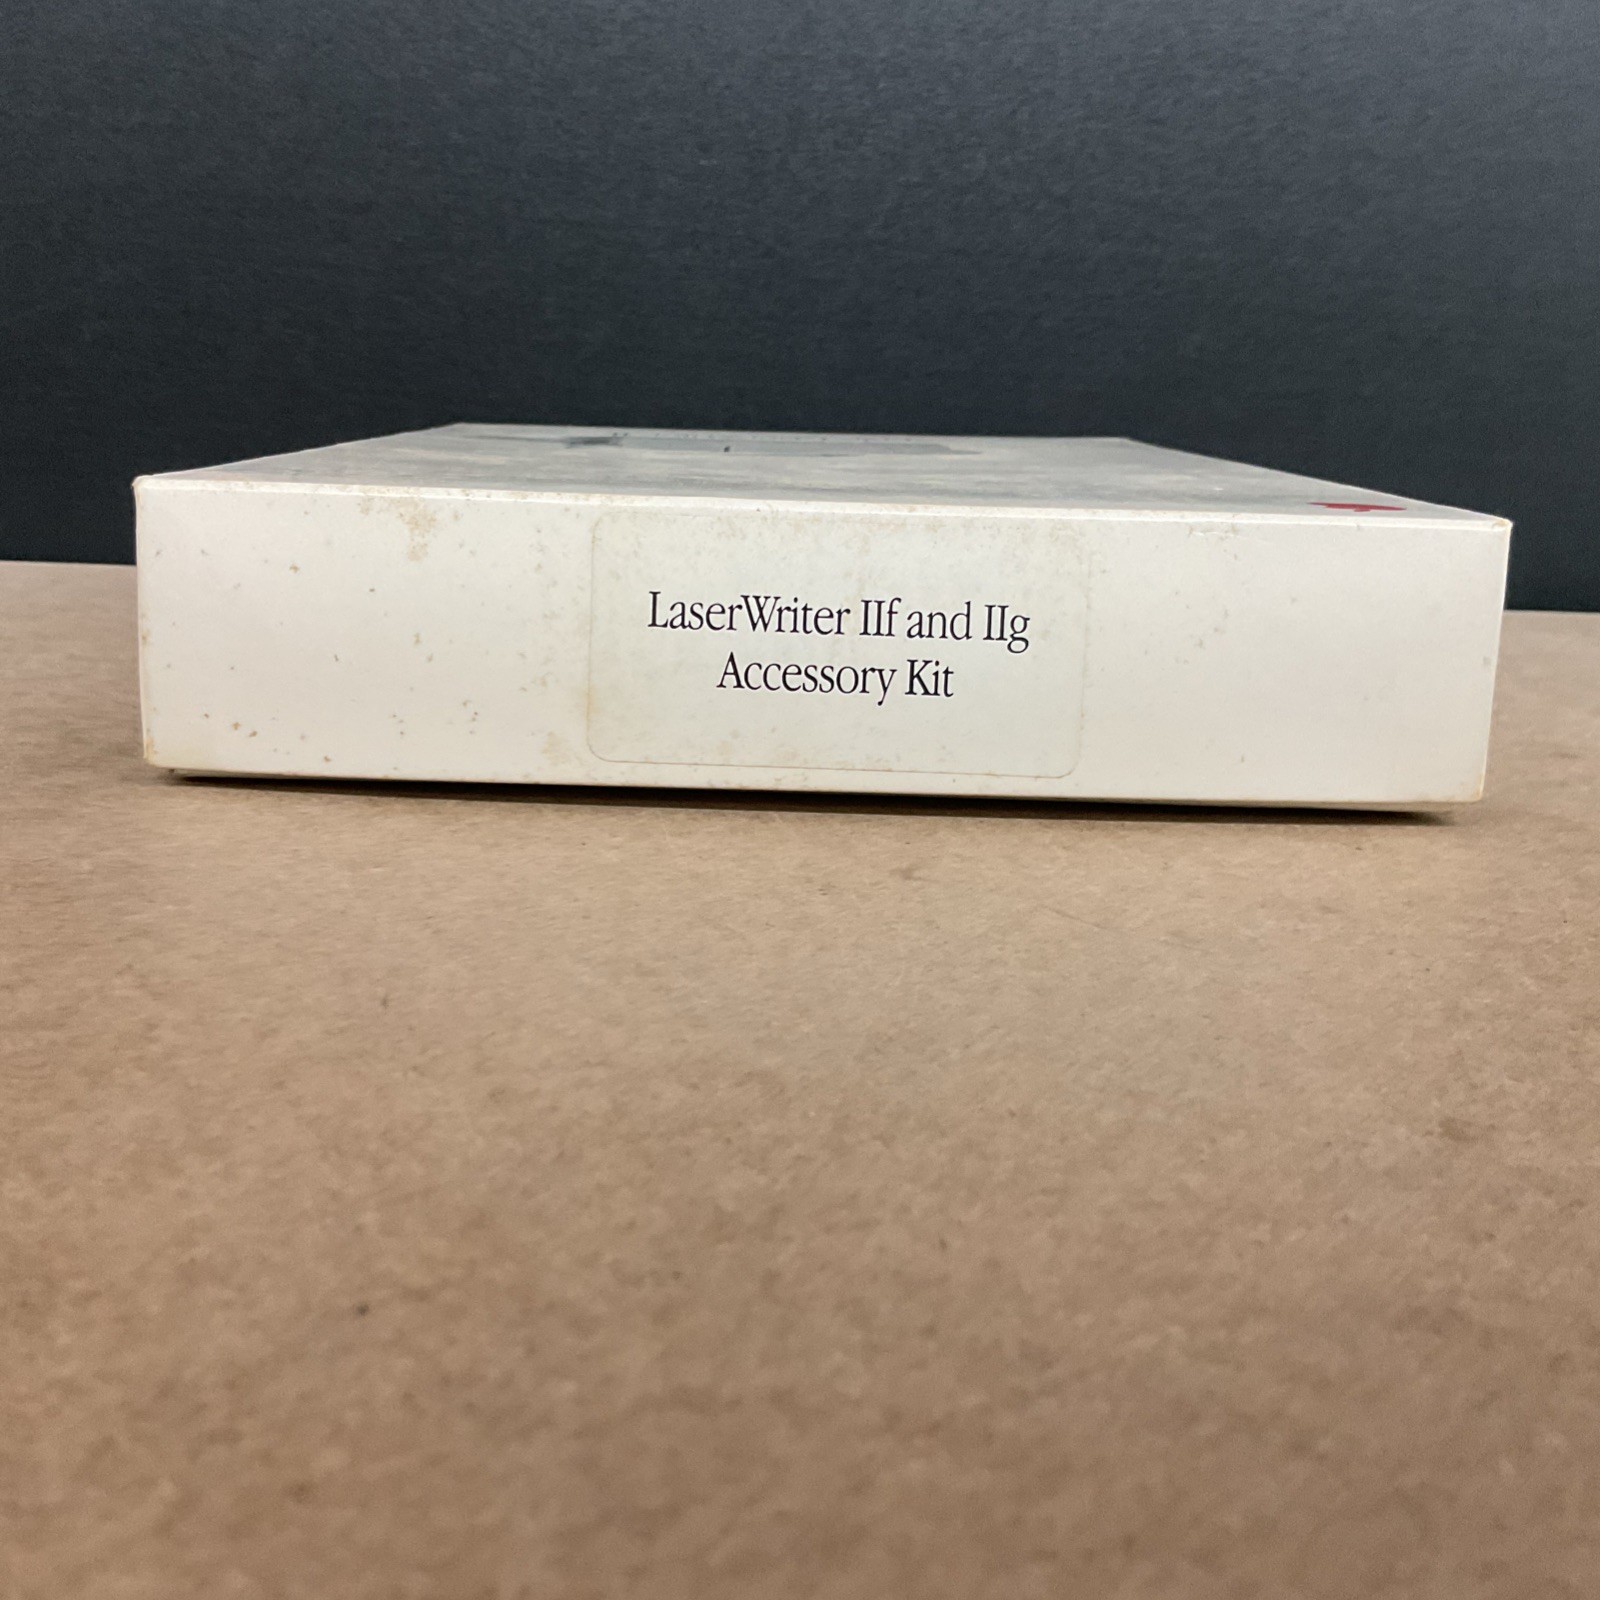 LaserWriter IIf and IIg
Accessory Kit